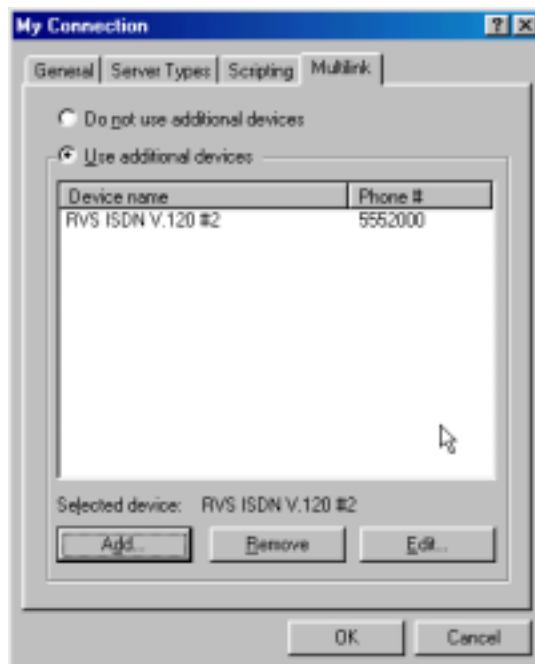 My Connection
General Server Types Scripting Multilink
Do not use additional devices
Use additional devices
Device name Phone #
RVS ISDN V.120 #2 5552000
Selected device: RVS ISDN V.120 #2
Add... Remove Edit...
OK Cancel